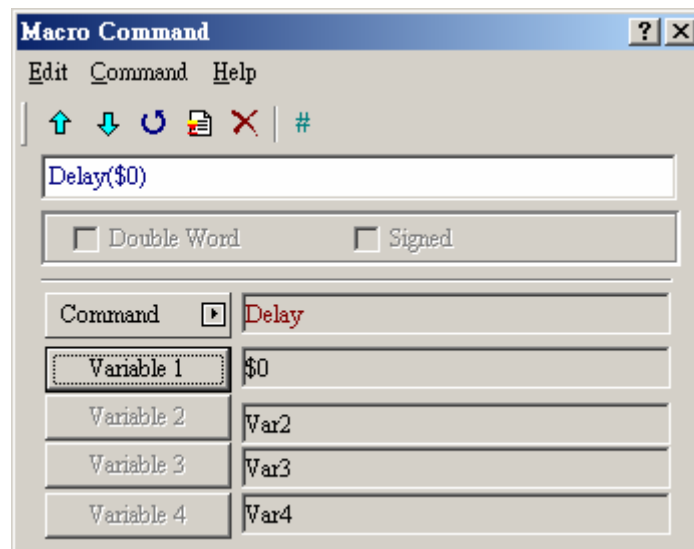 Macro Command
Edit Command Help
#
Delay($0)
Double Word Signed
Command Delay
Variable 1 $0
Variable 2 Var2
Variable 3 Var3
Variable 4 Var4